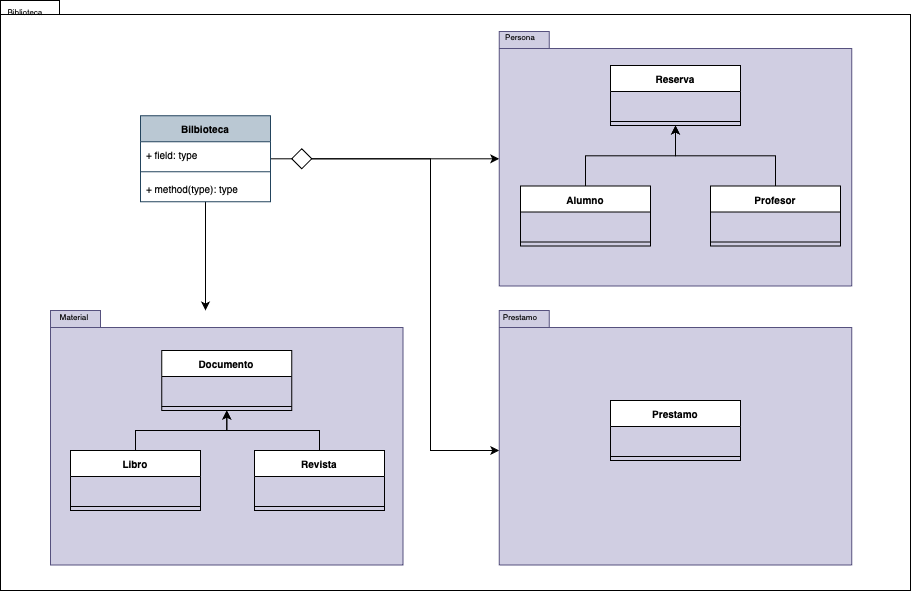 Biblioteca
Persona
Reserva
Bilbioteca
+ field: type
+ method(type): type
Alumno
Profesor
Material
Prestamo
Documento
Prestamo
Libro
Revista